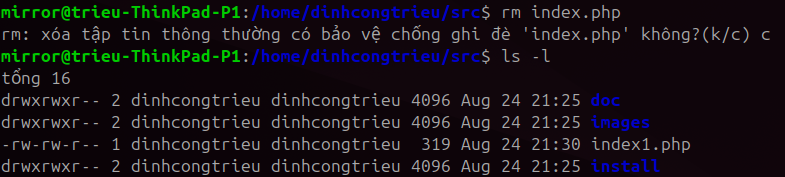 mirror@trieu-ThinkPad-P1:/home/dinhcongtrieu/src$ rm index.php
rm: xóa tập tin thông thường có bảo vệ chống ghi đè 'index.php' không?(k/c) c
mirror@trieu-ThinkPad-P1:/home/dinhcongtrieu/src$ ls -l
tổng 16
drwxrwxr-- 2 dinhcongtrieu dinhcongtrieu 4096 Aug 24 21:25 doc
drwxrwxr-- 2 dinhcongtrieu dinhcongtrieu 4096 Aug 24 21:25 images
-rw-rw-r-- 1 dinhcongtrieu dinhcongtrieu  319 Aug 24 21:30 index1.php
drwxrwxr-- 2 dinhcongtrieu dinhcongtrieu 4096 Aug 24 21:25 install